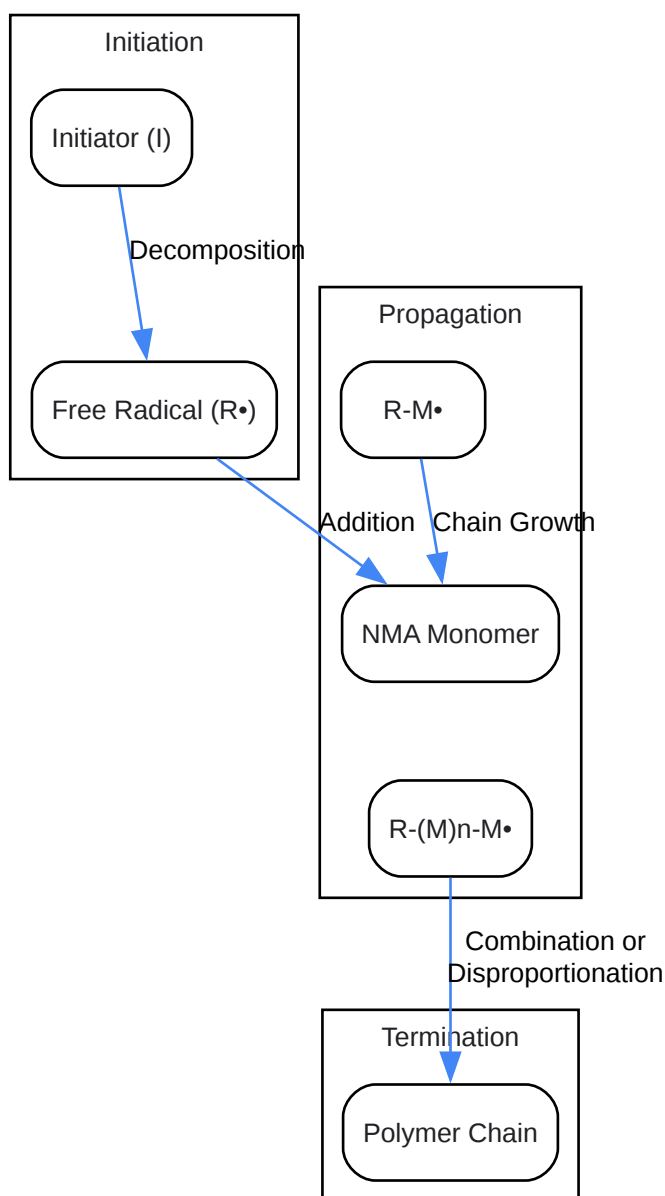 Initiation
Initiator (I)
Decomposition
Free Radical (R•)
Propagation
R-M•
Addition
Chain Growth
NMA Monomer
R-(M)n-M•
Combination or
Disproportionation
Termination
Polymer Chain